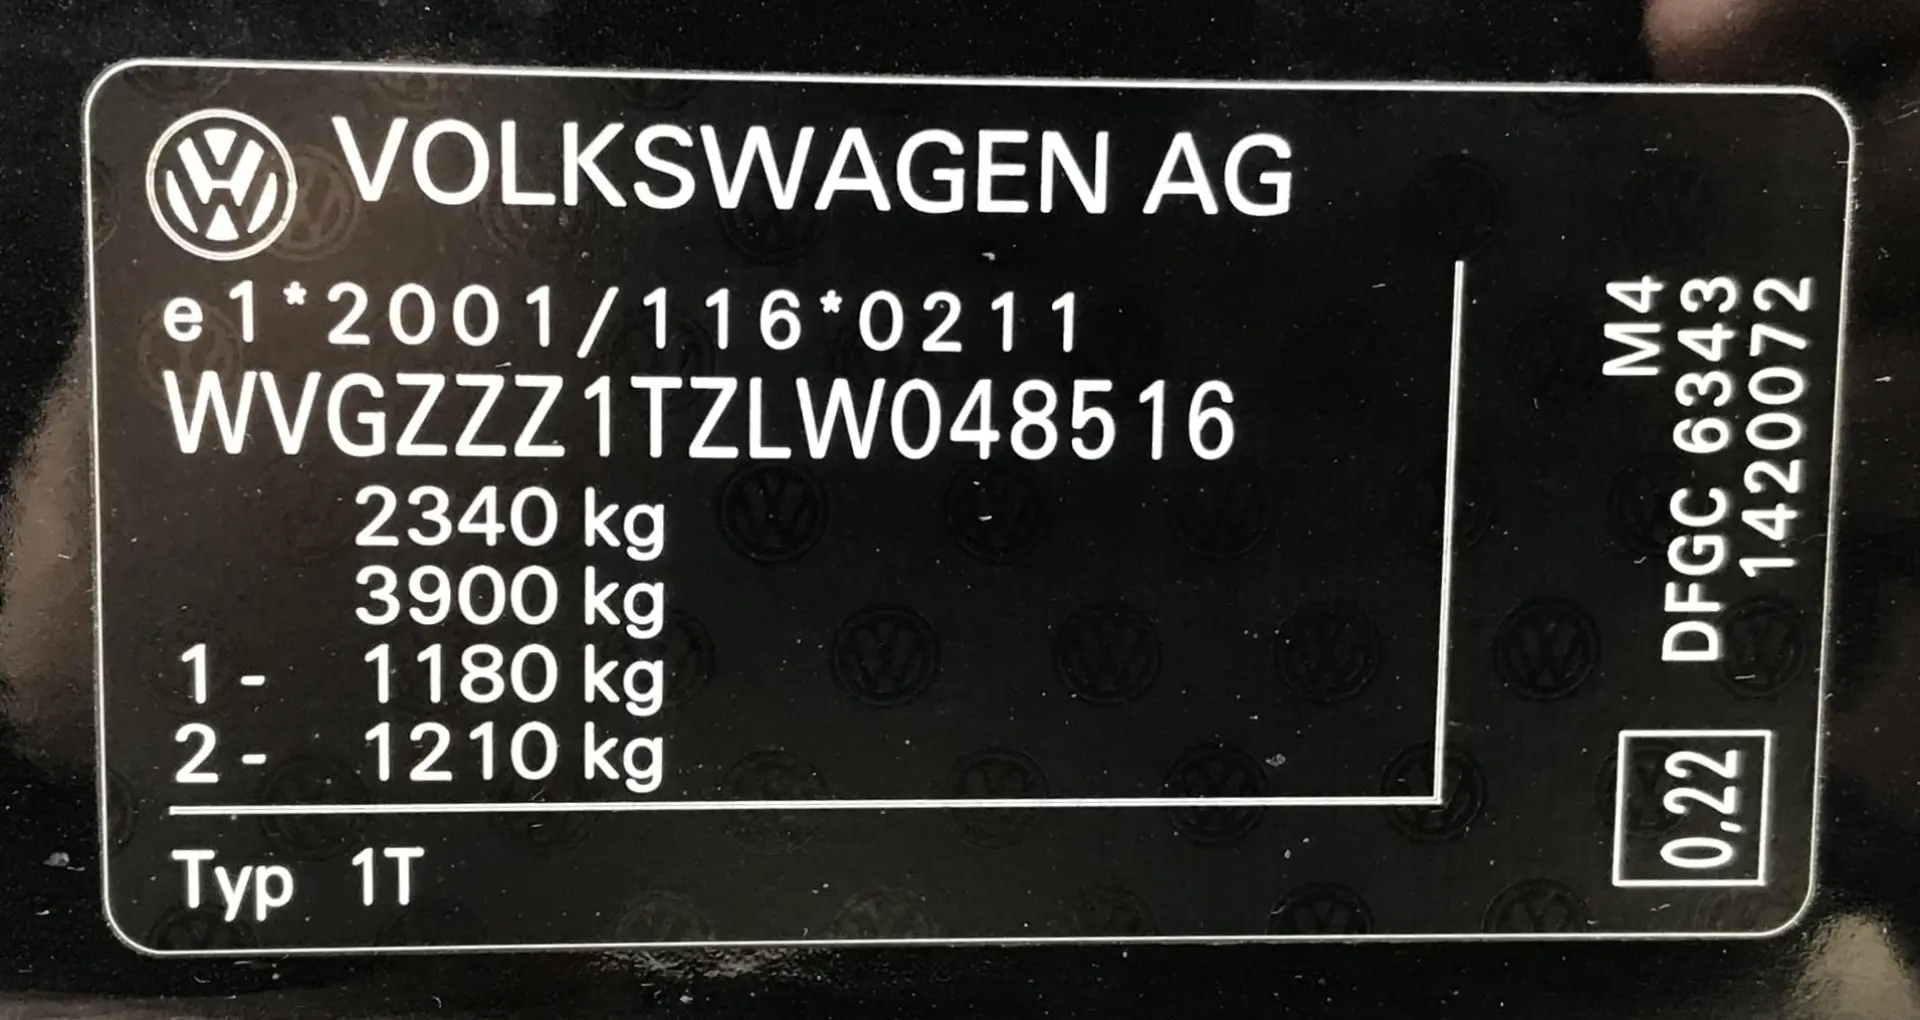 VOLKSWAGEN AG
e1*2001/116*0211
WVGZZZ1TZLW048516
2340 kg
3900 kg
1- 1180 kg
2- 1210 kg
Typ 1T
M4
DFGC 6343
1420072
0,22